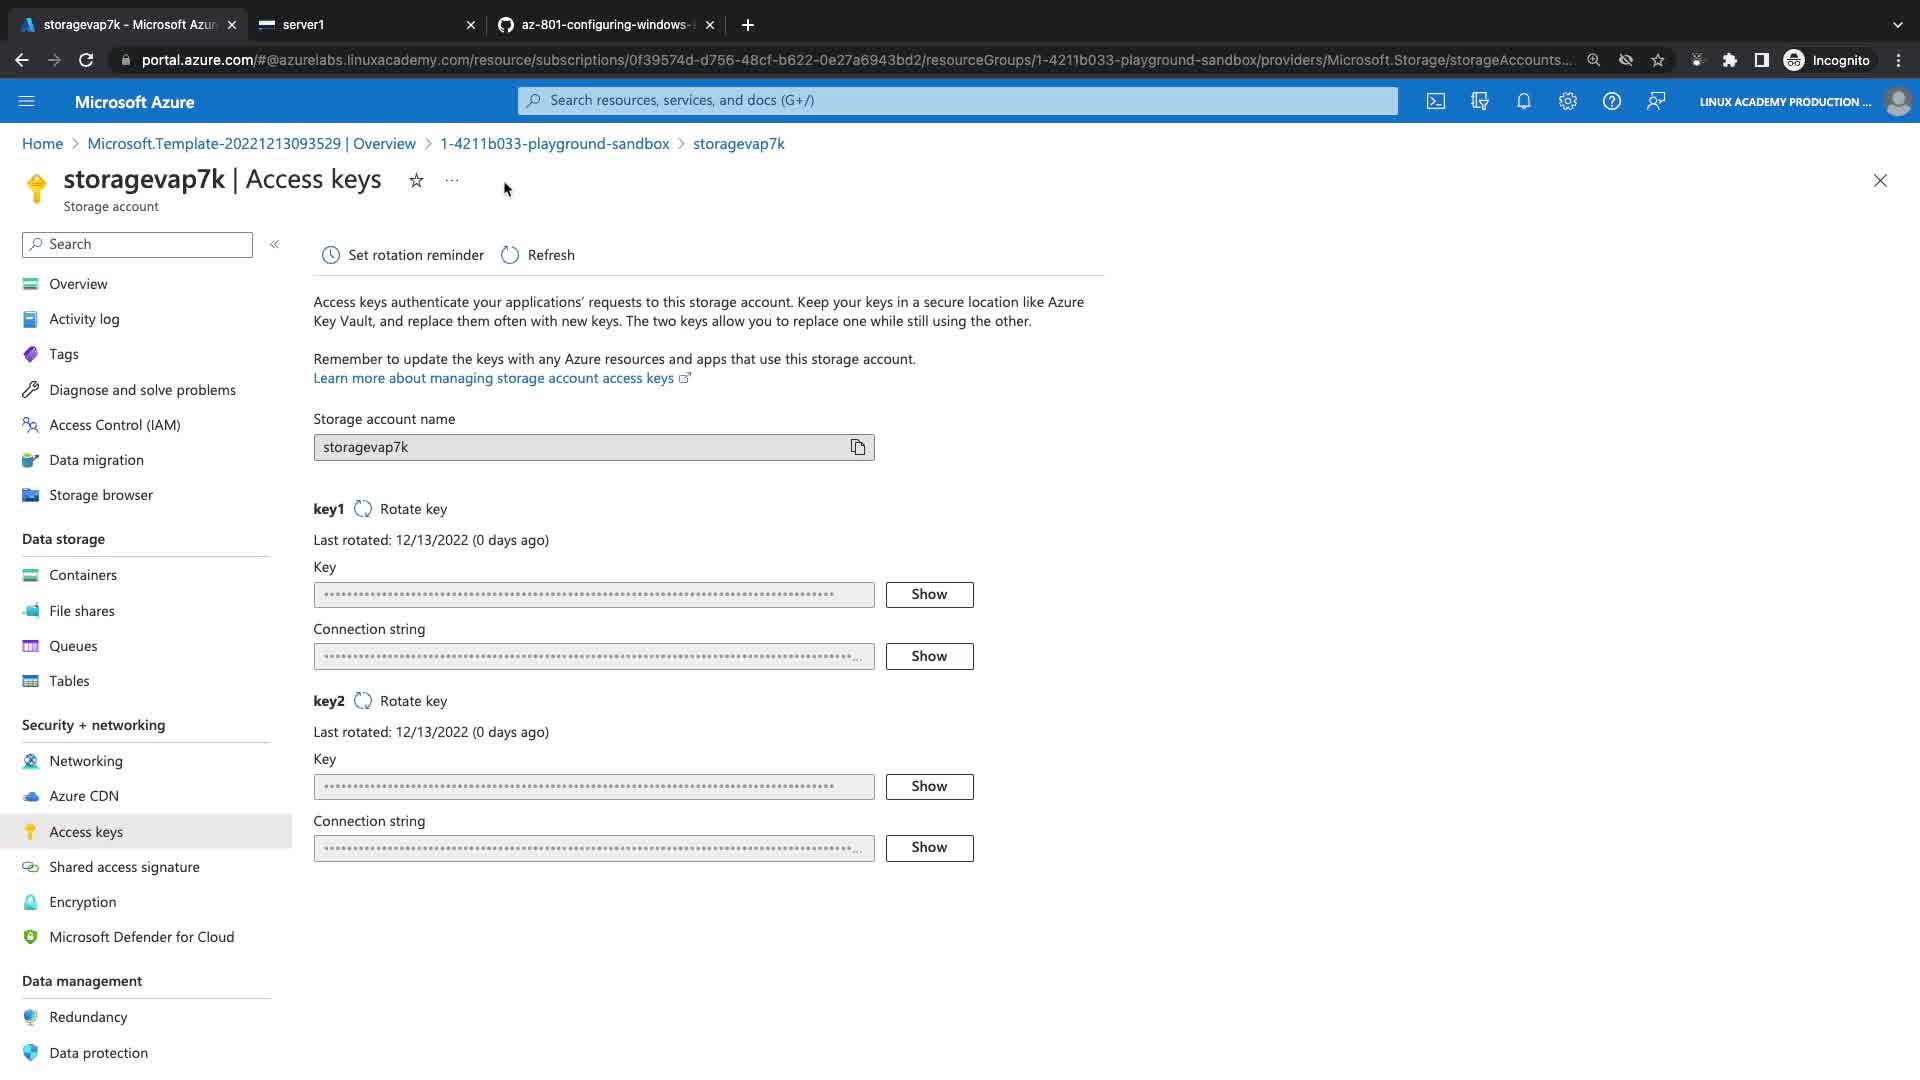 storagevap7k - Microsoft Azur
server1
az-801-configuring-windows-
portal.azure.com/#@azurelabs.linuxacademy.com/resource/subscriptions/0f39574d-d756-48cf-b622-0e27a6943bd2/resourceGroups/1-4211b033-playground-sandbox/providers/Microsoft.Storage/storageAccounts...
Incognito
Microsoft Azure
Search resources, services, and docs (G+/)
LINUX ACADEMY PRODUCTION ...
Home > Microsoft.Template-20221213093529 | Overview > 1-4211b033-playground-sandbox > storagevap7k
storagevap7k | Access keys
...
Storage account
Search
Overview
Activity log
Tags
Diagnose and solve problems
Access Control (IAM)
Data migration
Storage browser
Data storage
Containers
File shares
Queues
Tables
Security + networking
Networking
Azure CDN
Access keys
Shared access signature
Encryption
Microsoft Defender for Cloud
Data management
Redundancy
Data protection
Set rotation reminder
Refresh
Access keys authenticate your applications' requests to this storage account. Keep your keys in a secure location like Azure
Key Vault, and replace them often with new keys. The two keys allow you to replace one while still using the other.
Remember to update the keys with any Azure resources and apps that use this storage account.
Learn more about managing storage account access keys
Storage account name
storagevap7k
key1 Rotate key
Last rotated: 12/13/2022 (0 days ago)
Key
Show
Connection string
Show
key2 Rotate key
Last rotated: 12/13/2022 (0 days ago)
Key
Show
Connection string
Show